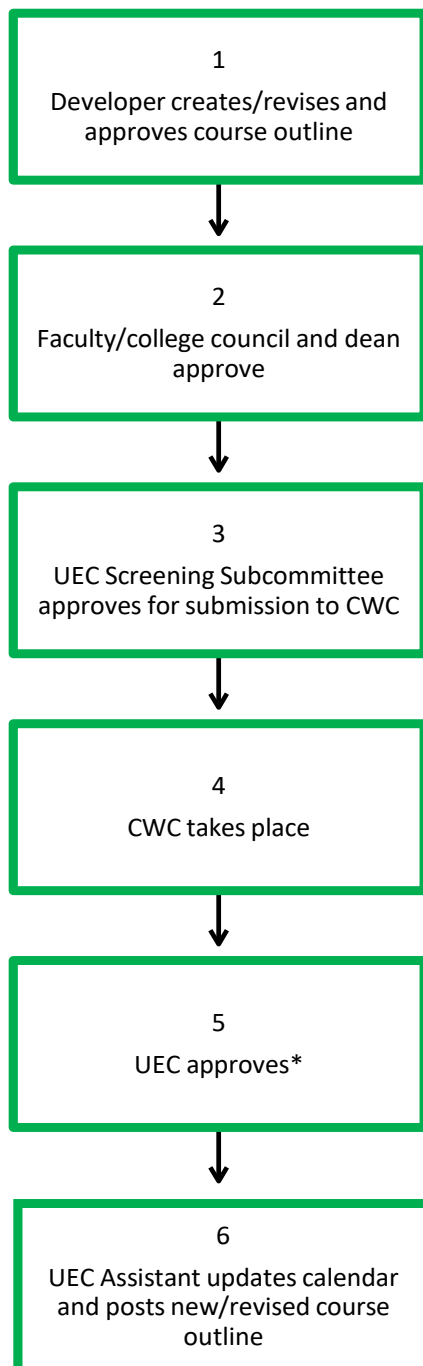 1
Developer creates/revises and
approves course outline
2
Faculty/college council and dean
approve
3
UEC Screening Subcommittee
approves for submission to CWC
4
CWC takes place
5
UEC approves*
6
UEC Assistant updates calendar
and posts new/revised course
outline